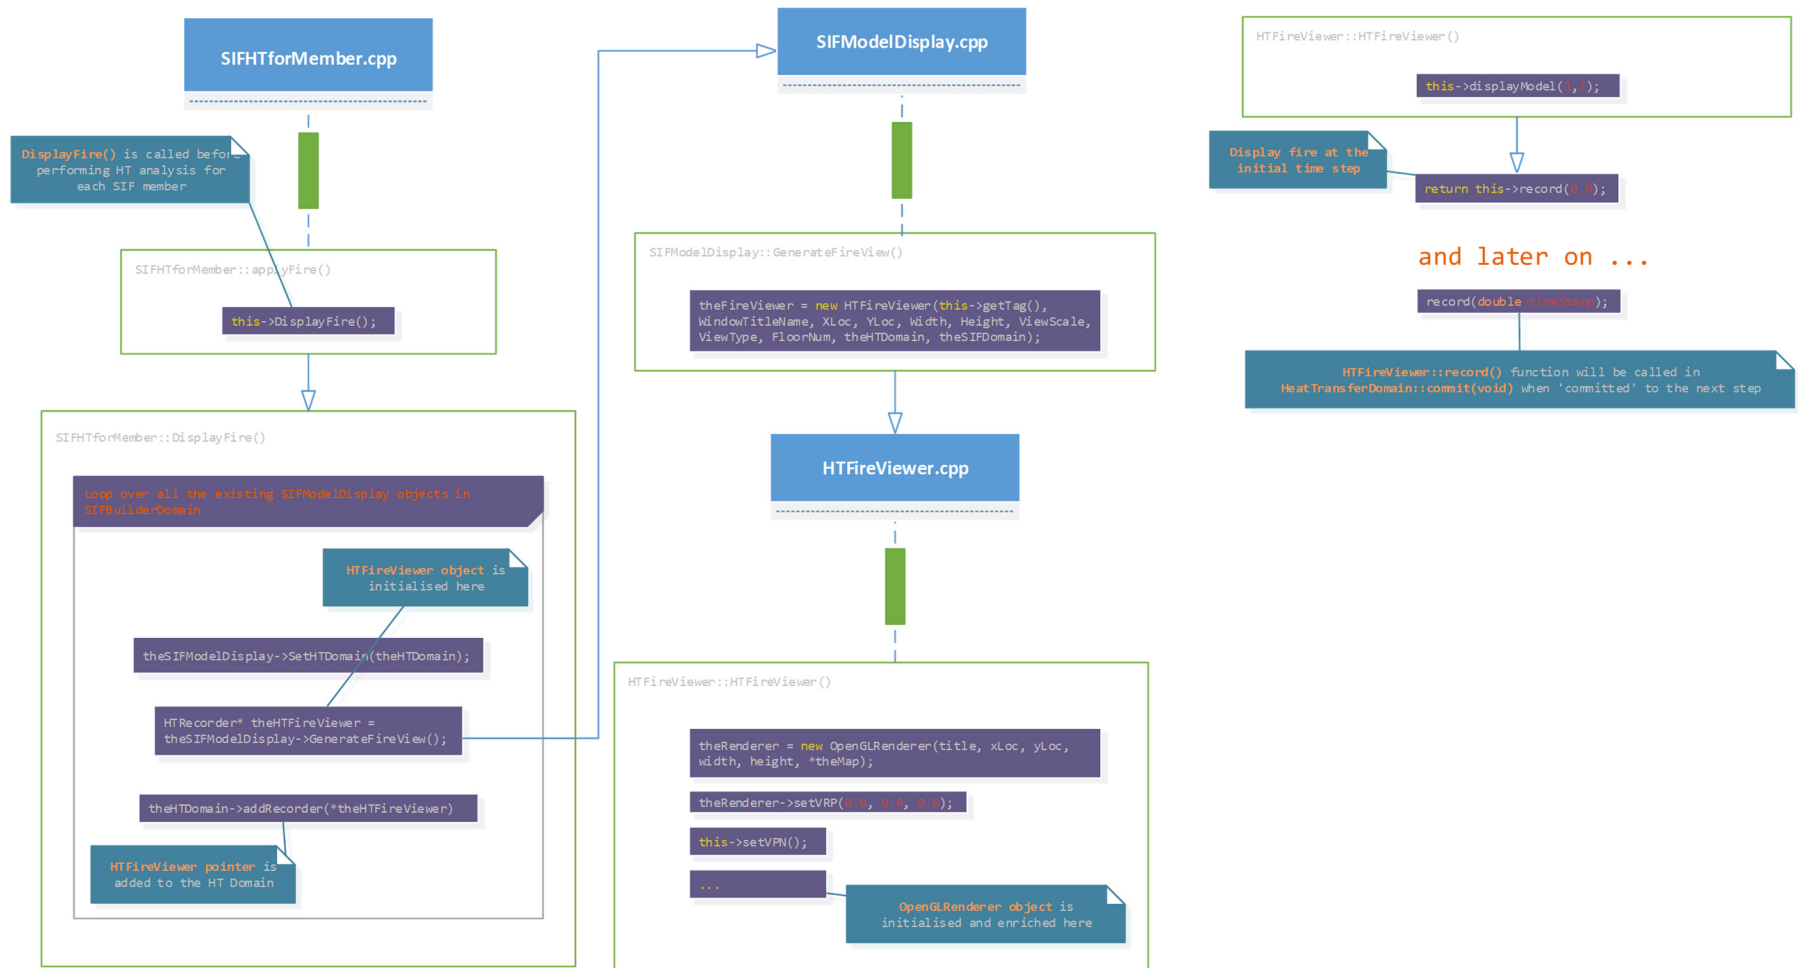 SIFHTforMember.cpp
DisplayFire() is called before
performing HT analysis for
each SIF member
SIFHTforMember::applyFire()
this->DisplayFire();
SIFHTforMember::DisplayFire()
Loop over all the existing SIFModelDisplay objects in
SIFBuilderDomain
HTFireViewer object is
initialised here
theSIFModelDisplay->SetHTDomain(theHTDomain);
HTRecorder* theHTFireViewer =
theSIFModelDisplay->GenerateFireView();
theHTDomain->addRecorder(*theHTFireViewer)
HTFireViewer pointer is
added to the HT Domain
SIFModelDisplay.cpp
SIFModelDisplay::GenerateFireView()
theFireViewer = new HTFireViewer(this->getTag(),
WindowTitleName, XLoc, YLoc, Width, Height, ViewScale,
ViewType, FloorNum, theHTDomain, theSIFDomain);
HTFireViewer.cpp
HTFireViewer::HTFireViewer()
theRenderer = new OpenGLRenderer(title, xLoc, yLoc,
width, height, *theMap);
theRenderer->setVRP(0.0, 0.0, 0.0);
this->setVPN();
...
OpenGLRenderer object is
initialised and enriched here
HTFireViewer::HTFireViewer()
this->displayModel( , );
Display fire at the
initial time step
return this->record(0.0);
and later on ...
record(double timeStamp);
HTFireViewer::record() function will be called in
HeatTransferDomain::commit(void) when 'committed' to the next step